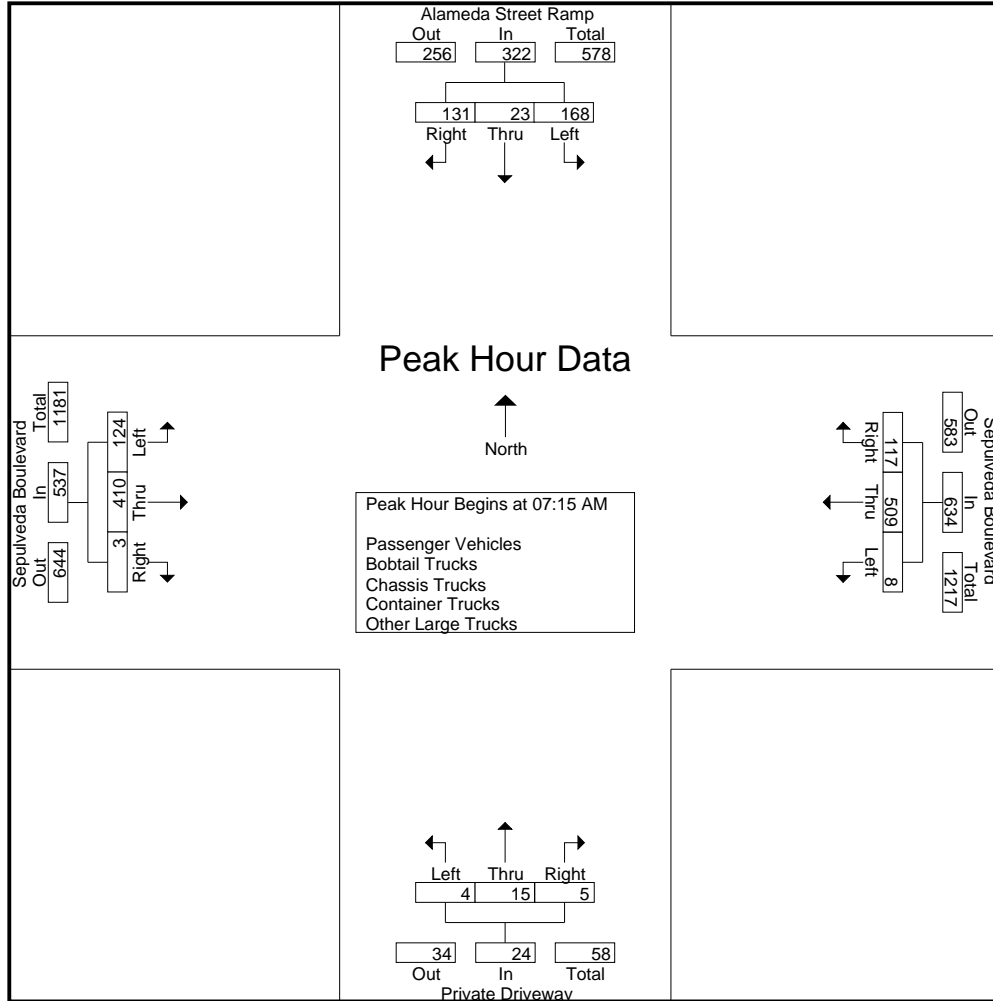 Alameda Street Ramp
Out In Total
256 322 578
131 23 168
Right Thru Left
Peak Hour Data
North
Peak Hour Begins at 07:15 AM
Passenger Vehicles
Bobtail Trucks
Chassis Trucks
Container Trucks
Other Large Trucks
Sepulveda Boulevard
Out In Total
644 537 1181
Left Thru Right
124 410 3
Sepulveda Boulevard
Out In Total
583 634 1217
117 509 8
Right Thru Left
Left Thru Right
4 15 5
34 24 58
Out In Total
Private Driveway